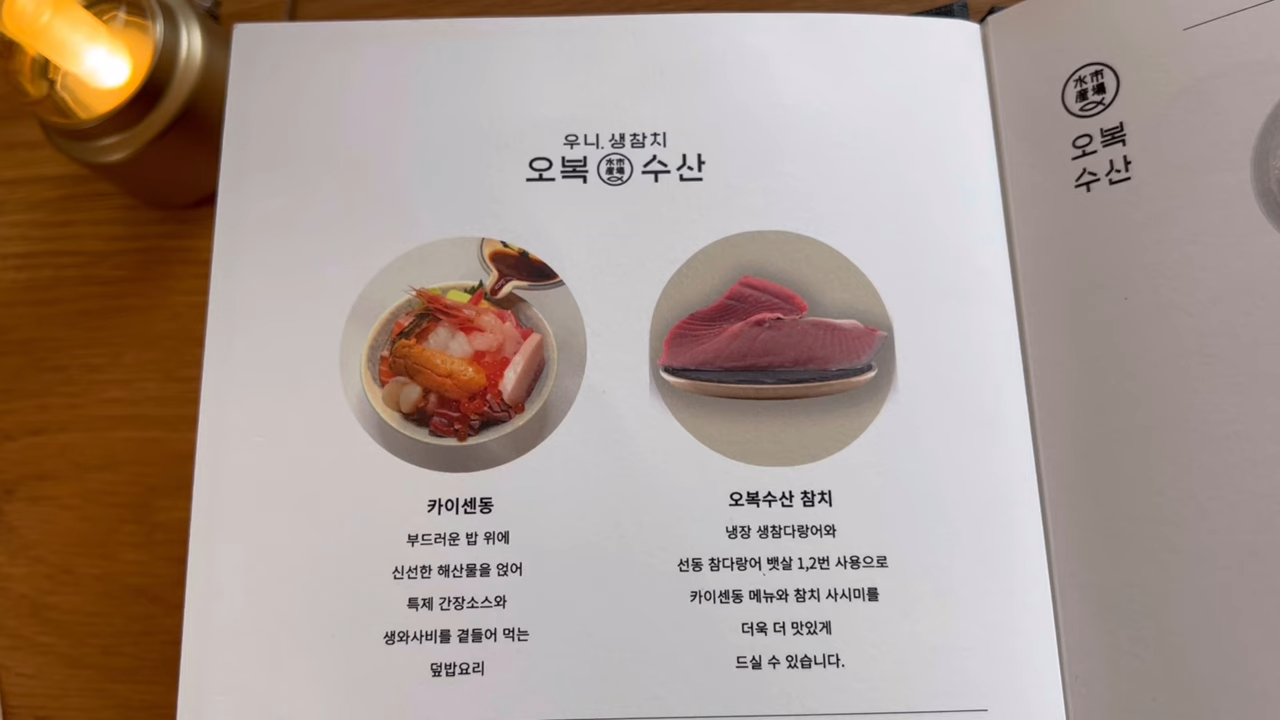 우니. 생참치
오복 水産市場 수산
카이센동
부드러운 밥 위에
신선한 해산물을 얹어
특제 간장소스와
생와사비를 곁들어 먹는
덮밥요리
오복수산 참치
냉장 생참다랑어와
선동 참다랑어 뱃살 1,2번 사용으로
카이센동 메뉴와 참치 사시미를
더욱 더 맛있게
드실 수 있습니다.
水産市場
오복
수산